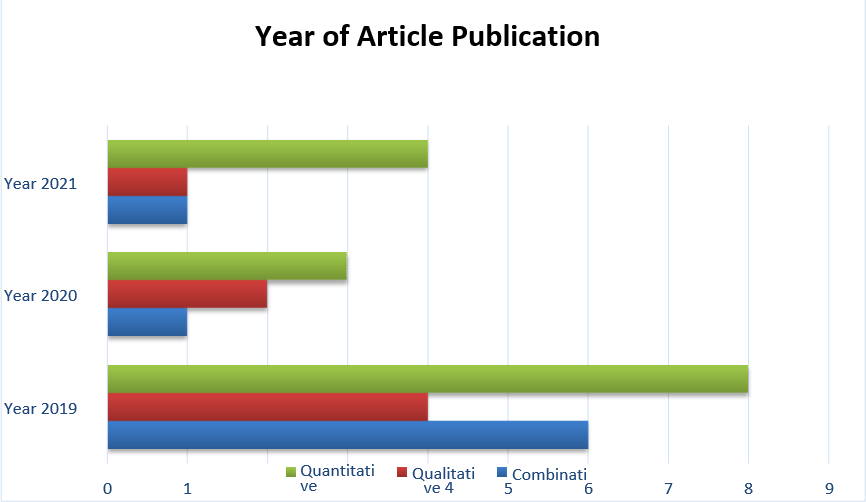 Year of Article Publication
Year 2021
Year 2020
Year 2019
Quantitati
ve
Qualitati
ve
Combinati
0 1 4 5 6 7 8 9